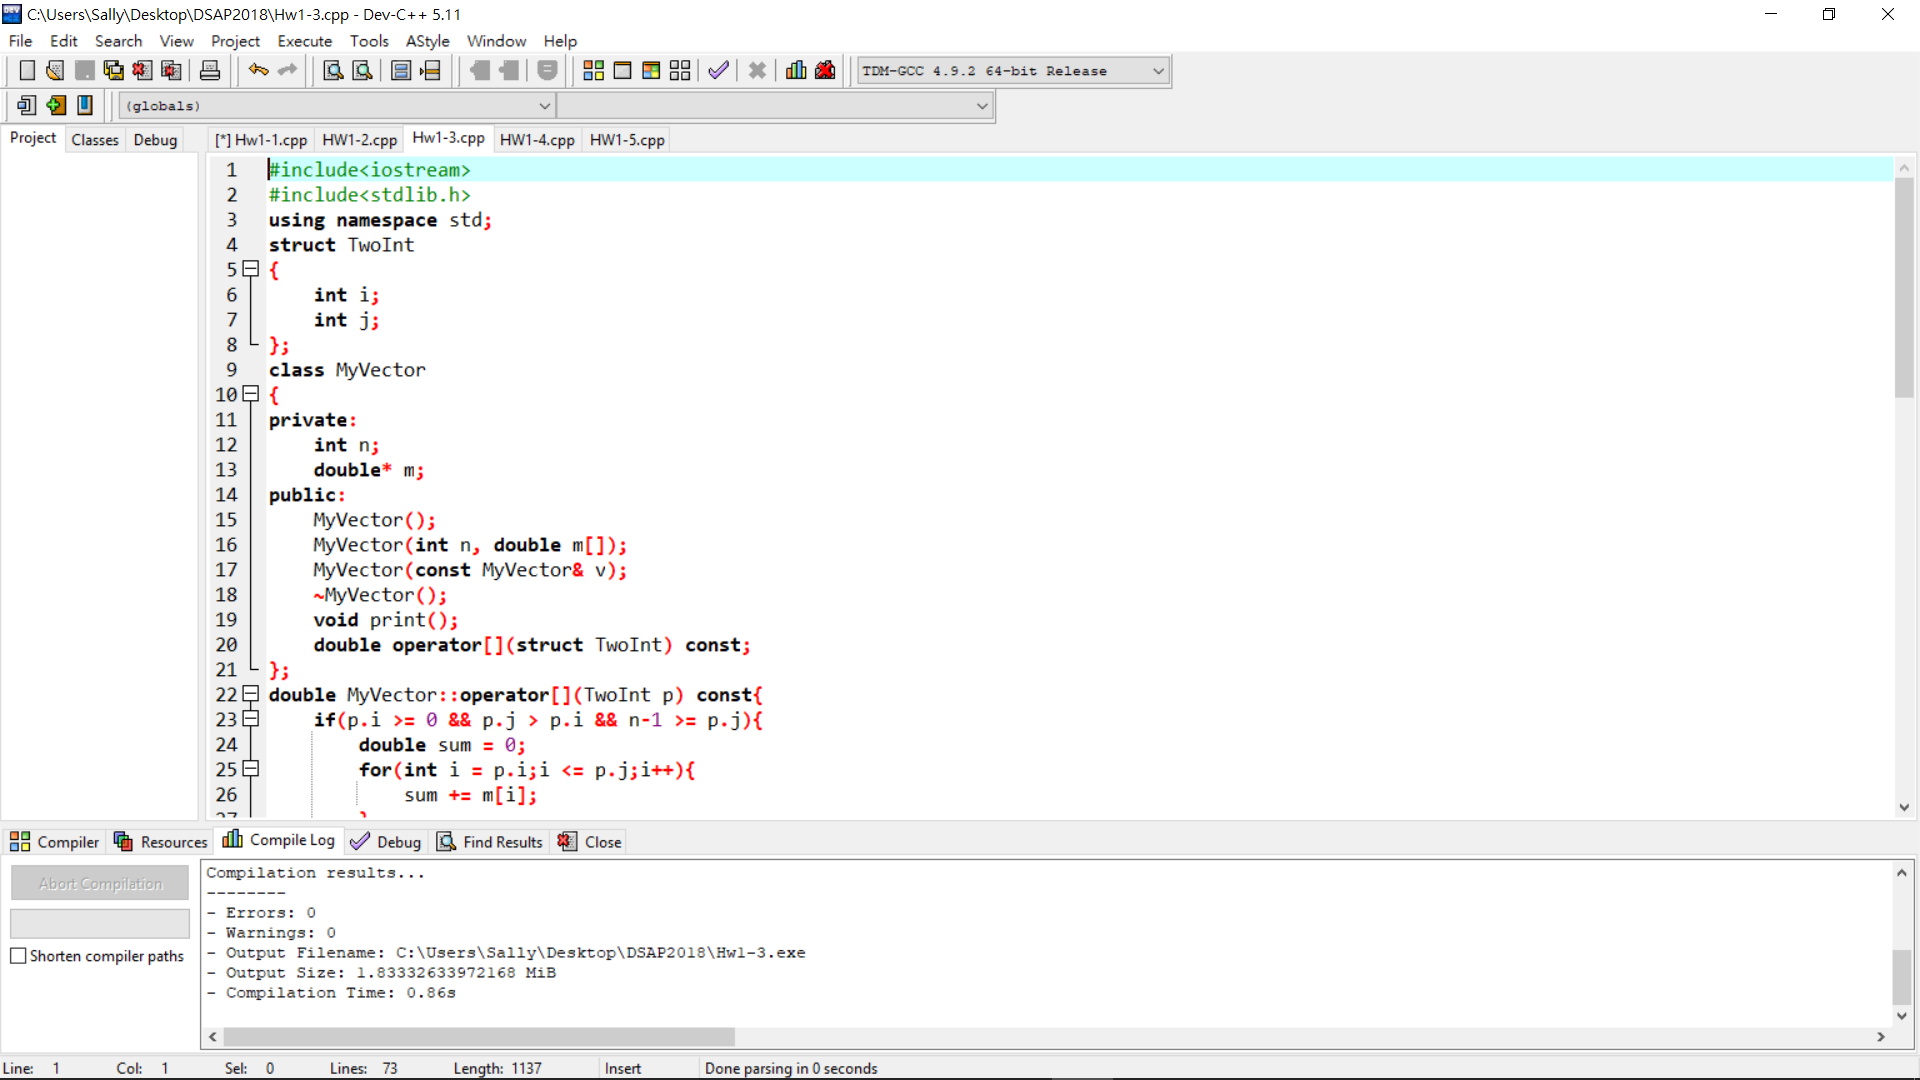 C:\Users\Sally\Desktop\DSAP2018\Hw1-3.cpp - Dev-C++ 5.11
File Edit Search View Project Execute Tools AStyle Window Help
TDM-GCC 4.9.2 64-bit Release
(globals)
Project Classes Debug [*] Hw1-1.cpp HW1-2.cpp Hw1-3.cpp HW1-4.cpp HW1-5.cpp
1 #include<iostream>
2 #include<stdlib.h>
3 using namespace std;
4 struct TwoInt
5 {
6 int i;
7 int j;
8 };
9 class MyVector
10 {
11 private:
12 int n;
13 double* m;
14 public:
15 MyVector();
16 MyVector(int n, double m[]);
17 MyVector(const MyVector& v);
18 ~MyVector();
19 void print();
20 double operator[](struct TwoInt) const;
21 };
22 double MyVector::operator[](TwoInt p) const{
23 if(p.i >= 0 && p.j > p.i && n-1 >= p.j){
24 double sum = 0;
25 for(int i = p.i;i <= p.j;i++){
26 sum += m[i];
27 }
Compiler Resources Compile Log Debug Find Results Close
Abort Compilation
Shorten compiler paths
Compilation results...
--------
- Errors: 0
- Warnings: 0
- Output Filename: C:\Users\Sally\Desktop\DSAP2018\Hw1-3.exe
- Output Size: 1.83332633972168 MiB
- Compilation Time: 0.86s
Line: 1 Col: 1 Sel: 0 Lines: 73 Length: 1137 Insert Done parsing in 0 seconds